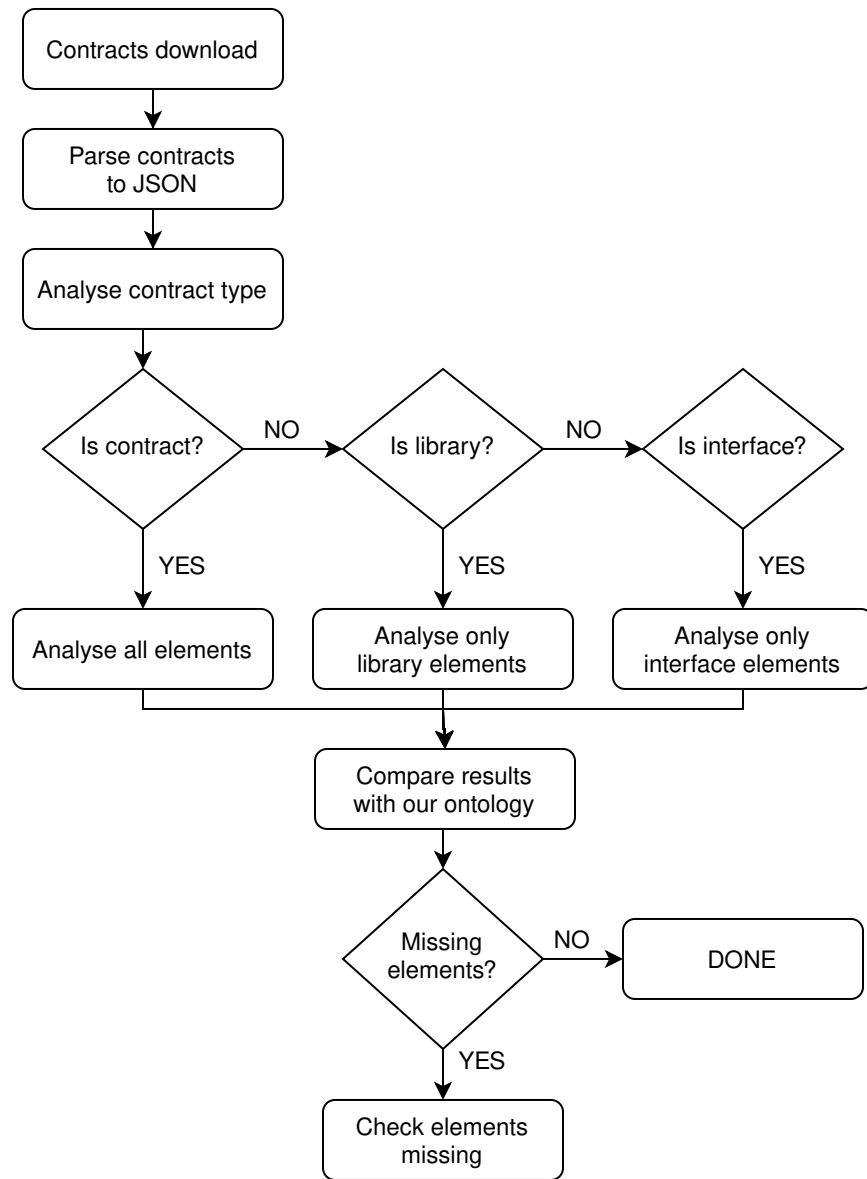 Contracts download
Parse contracts
to JSON
Analyse contract type
Is contract?
NO
Is library?
NO
Is interface?
YES
YES
YES
Analyse all elements
Analyse only
library elements
Analyse only
interface elements
Compare results
with our ontology
Missing
elements?
NO
DONE
YES
Check elements
missing